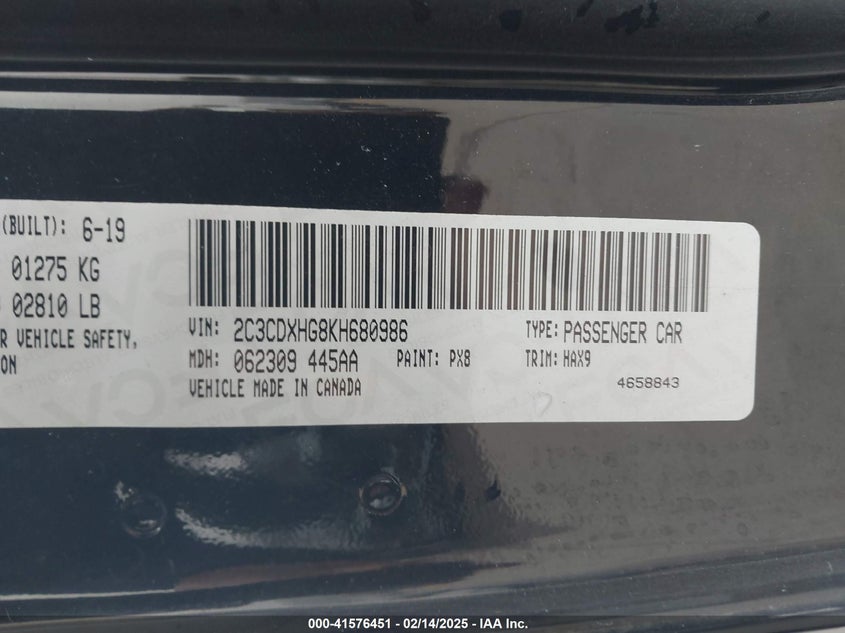 (BUILT): 6-19
01275 KG
02810 LB
VEHICLE SAFETY,
ON
VIN: 2C3CDXHG8KH680986
TYPE: PASSENGER CAR
MDH: 062309 445AA
PAINT: PX8
TRIM: HAX9
VEHICLE MADE IN CANADA
4658843
000-41576451 - 02/14/2025 - IAA Inc.